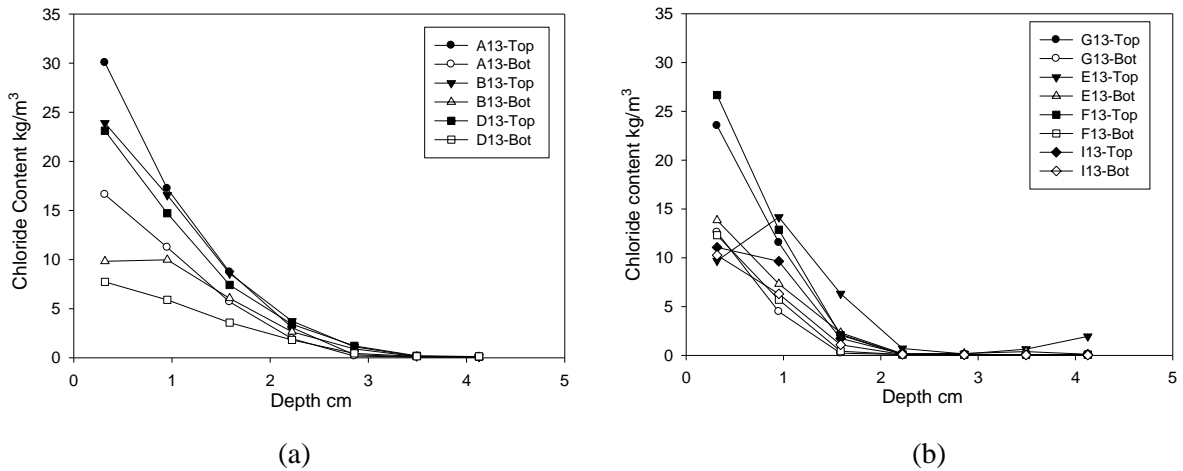 35
30
25
20
15
10
5
0
Chloride Content kg/m³
0 1 2 3 4 5
Depth cm
A13-Top
A13-Bot
B13-Top
B13-Bot
D13-Top
D13-Bot
(a)
35
30
25
20
15
10
5
0
Chloride content kg/m³
0 1 2 3 4 5
Depth cm
G13-Top
G13-Bot
E13-Top
E13-Bot
F13-Top
F13-Bot
I13-Top
I13-Bot
(b)